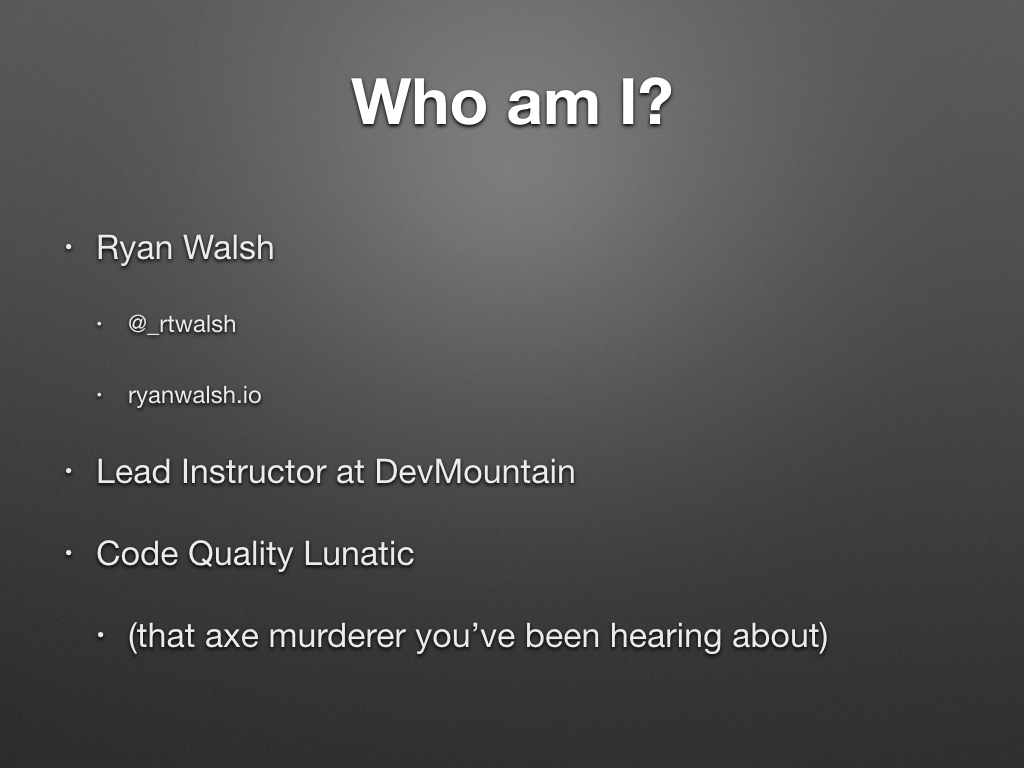 Who am I?
• Ryan Walsh
• @_rtwalsh
• ryanwalsh.io
• Lead Instructor at DevMountain
• Code Quality Lunatic
• (that axe murderer you’ve been hearing about)